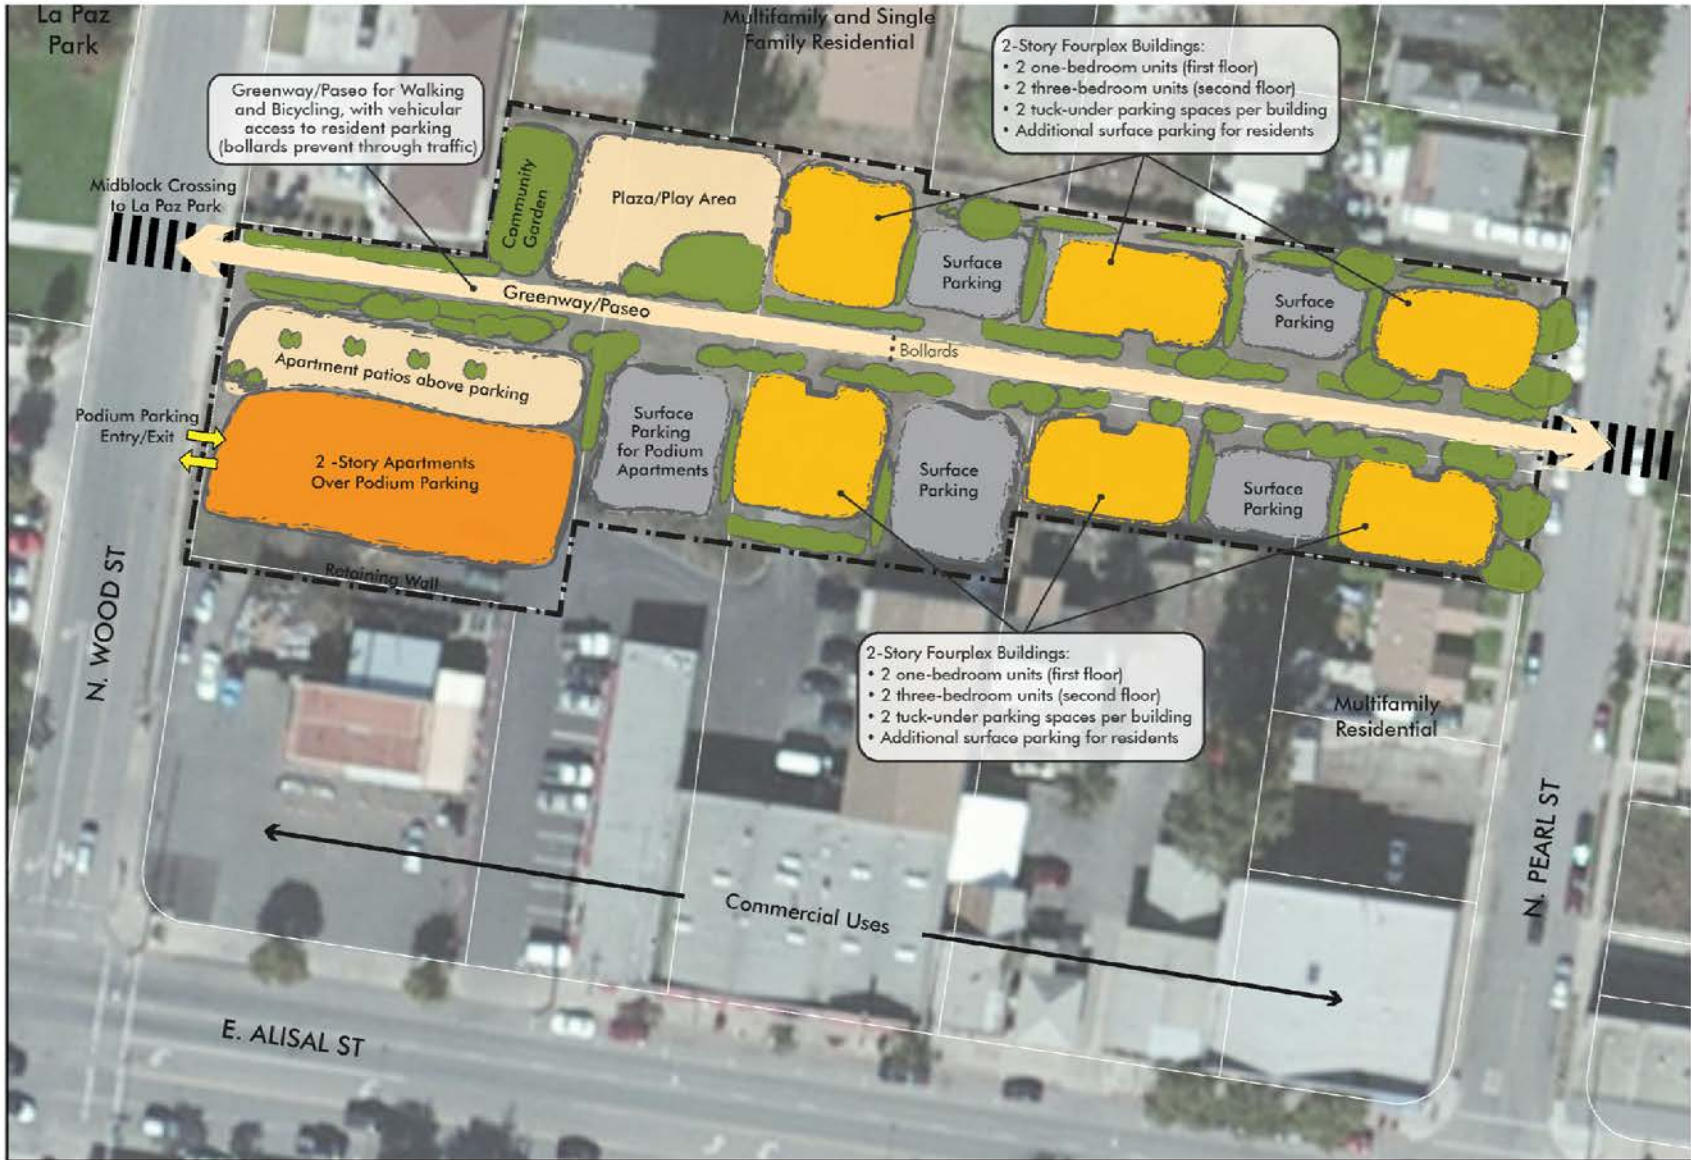 La Paz
Park
Multifamily and Single
Family Residential
2-Story Fourplex Buildings:
• 2 one-bedroom units (first floor)
• 2 three-bedroom units (second floor)
• 2 tuck-under parking spaces per building
• Additional surface parking for residents
Greenway/Paseo for Walking
and Bicycling, with vehicular
access to resident parking
(bollards prevent through traffic)
Midblock Crossing
to La Paz Park
Community
Garden
Plaza/Play Area
Surface
Parking
Surface
Parking
Greenway/Paseo
Bollards
Apartment patios above parking
Podium Parking
Entry/Exit
2 -Story Apartments
Over Podium Parking
Surface
Parking
for Podium
Apartments
Surface
Parking
Surface
Parking
Retaining Wall
N. WOOD ST
2-Story Fourplex Buildings:
• 2 one-bedroom units (first floor)
• 2 three-bedroom units (second floor)
• 2 tuck-under parking spaces per building
• Additional surface parking for residents
Multifamily
Residential
N. PEARL ST
Commercial Uses
E. ALISAL ST